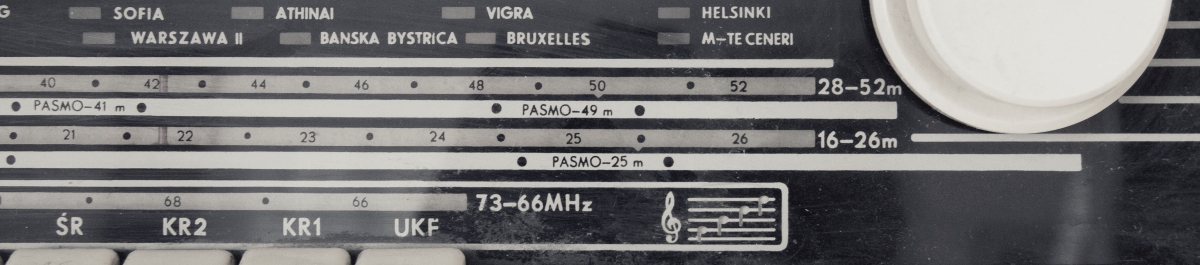 G SOFIA ATHINAI VIGRA HELSINKI
WARSZAWA II BANSKA BYSTRICA BRUXELLES M-TE CENERI
40 42 44 46 48 50 52 28-52m
PASMO-41 m PASMO-49 m
21 22 23 24 25 26 16-26m
PASMO-25 m
68 66 73-66MHz
ŚR KR2 KR1 UKF